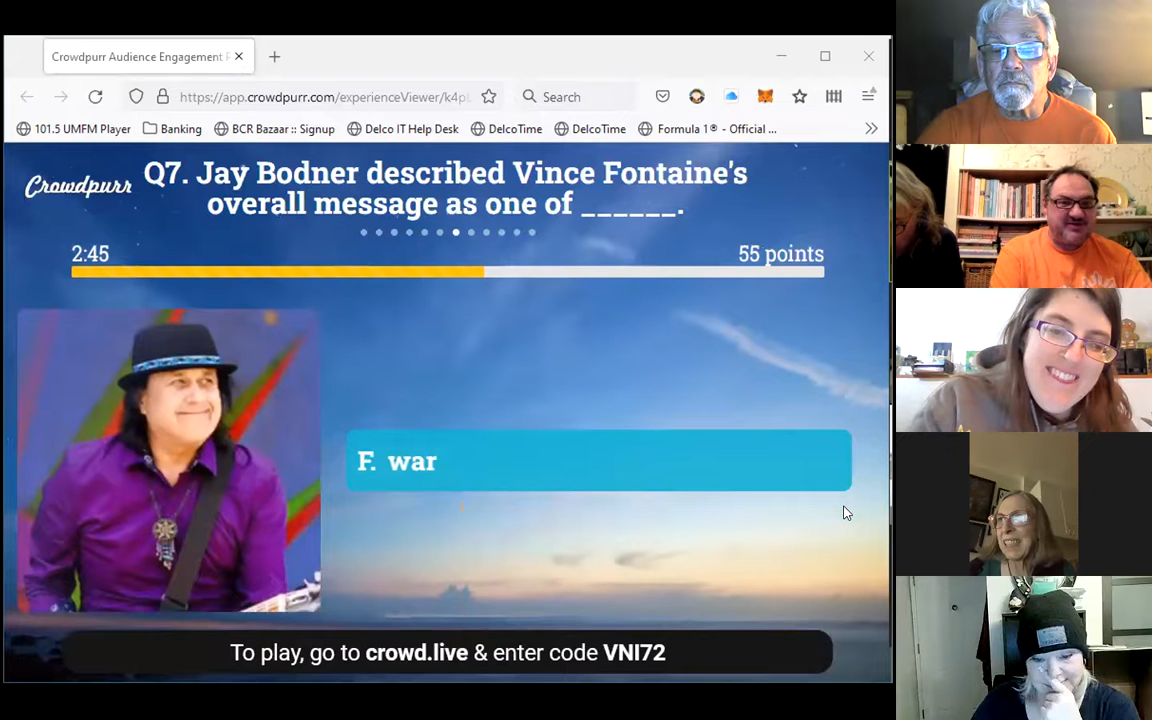 Crowdpurr Audience Engagement
https://app.crowdpurr.com/experienceViewer/k4p
Search
101.5 UMFM Player
Banking
BCR Bazaar :: Signup
Delco IT Help Desk
DelcoTime
DelcoTime
Formula 1® - Official ...
Crowdpurr
Q7. Jay Bodner described Vince Fontaine's
overall message as one of ______.
2:45
55 points
F. war
To play, go to crowd.live & enter code VNI72